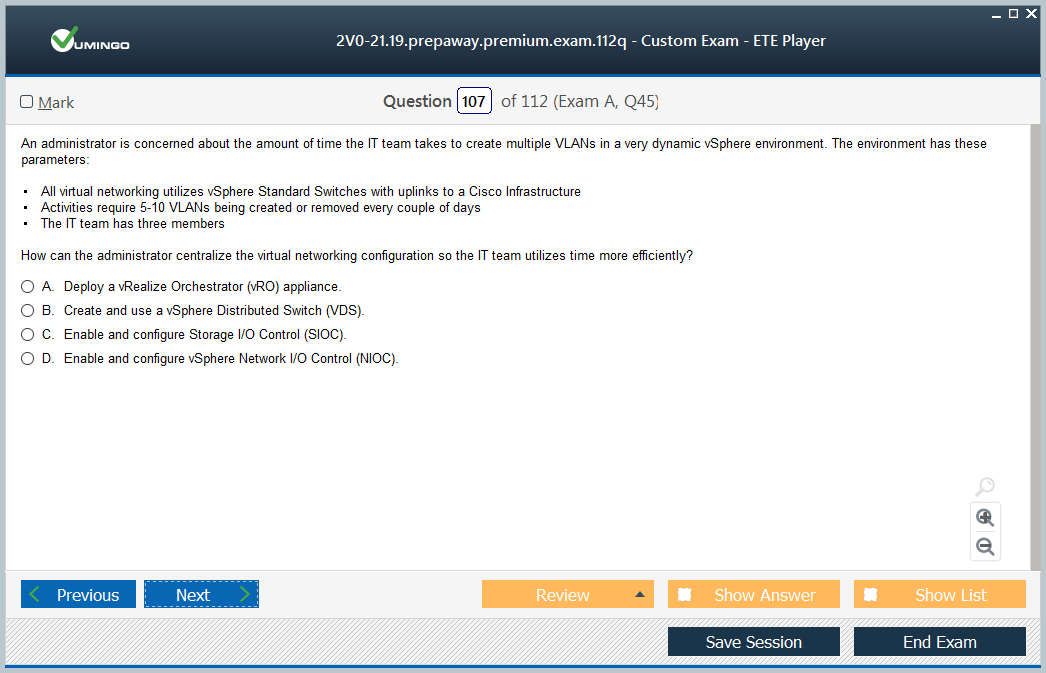 VUMINGO
2V0-21.19.prepaway.premium.exam.112q - Custom Exam - ETE Player
Mark
Question 107 of 112 (Exam A, Q45)
An administrator is concerned about the amount of time the IT team takes to create multiple VLANs in a very dynamic vSphere environment. The environment has these
parameters:
• All virtual networking utilizes vSphere Standard Switches with uplinks to a Cisco Infrastructure
• Activities require 5-10 VLANs being created or removed every couple of days
• The IT team has three members
How can the administrator centralize the virtual networking configuration so the IT team utilizes time more efficiently?
A. Deploy a vRealize Orchestrator (vRO) appliance.
B. Create and use a vSphere Distributed Switch (VDS).
C. Enable and configure Storage I/O Control (SIOC).
D. Enable and configure vSphere Network I/O Control (NIOC).
Previous
Next
Review
Show Answer
Show List
Save Session
End Exam